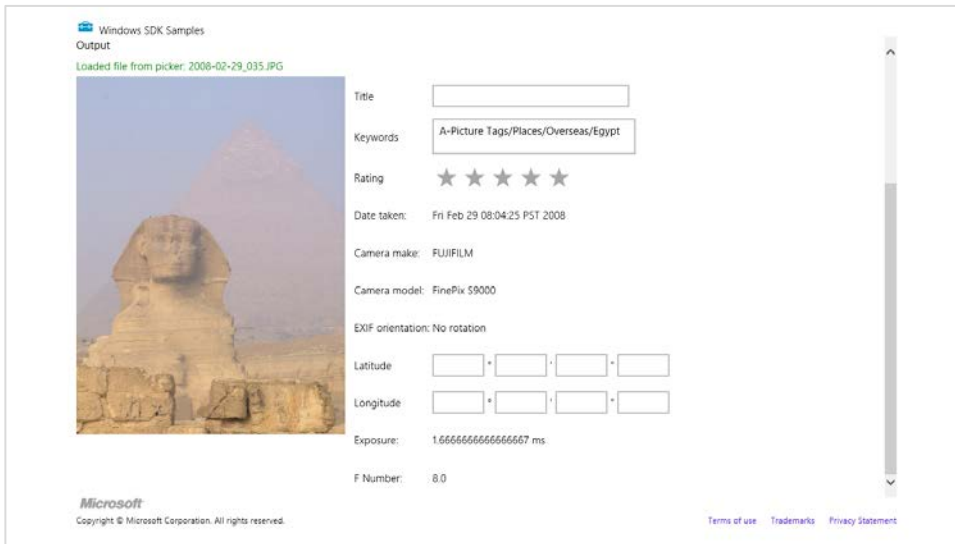 Windows SDK Samples
Output
Loaded file from picker: 2008-02-29_035.JPG
Title
Keywords A-Picture Tags/Places/Overseas/Egypt
Rating
Date taken: Fri Feb 29 08:04:25 PST 2008
Camera make: FUJIFILM
Camera model: FinePix S9000
EXIF orientation: No rotation
Latitude ° ' "
Longitude ° ' "
Exposure: 1.6666666666666667 ms
F Number: 8.0
Microsoft
Copyright © Microsoft Corporation. All rights reserved.
Terms of use Trademarks Privacy Statement